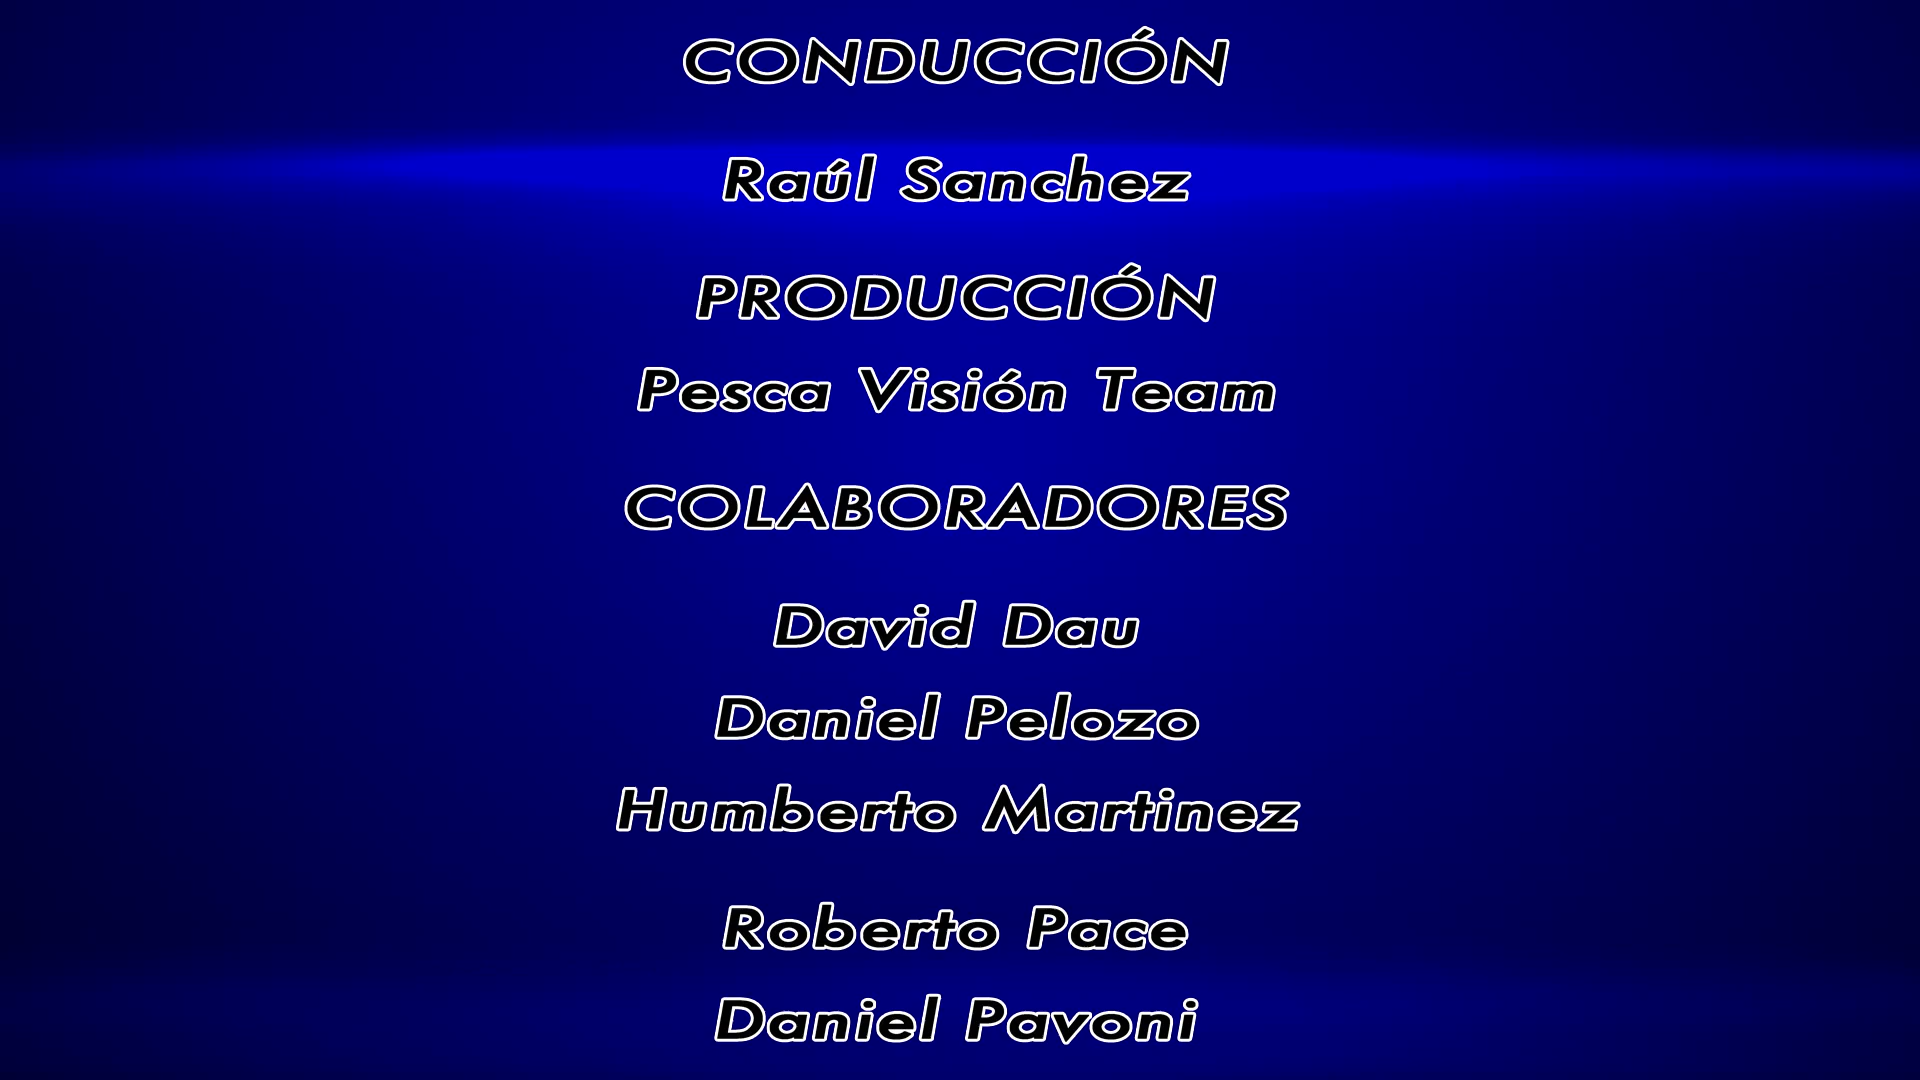 CONDUCCIÓN
Raúl Sanchez
PRODUCCIÓN
Pesca Visión Team
COLABORADORES
David Dau
Daniel Pelozo
Humberto Martinez
Roberto Pace
Daniel Pavoni